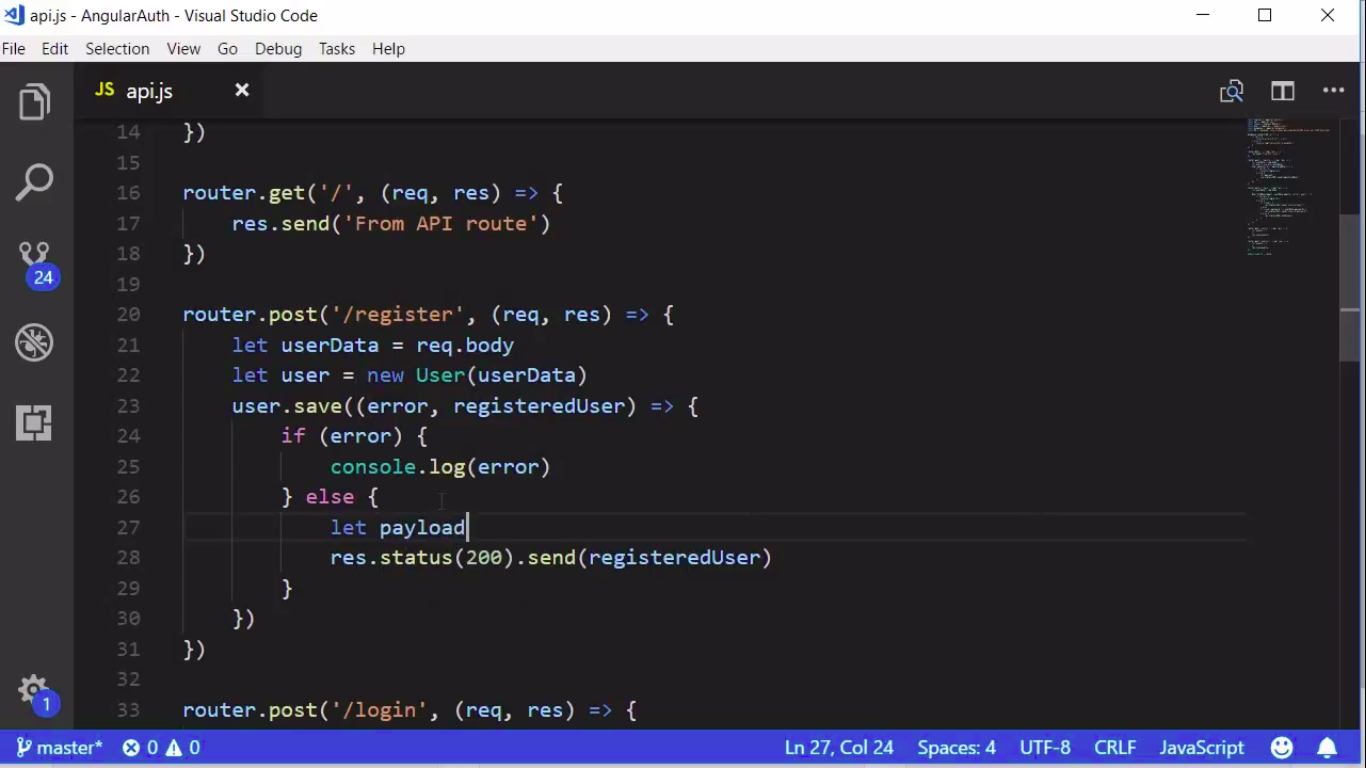 api.js - AngularAuth - Visual Studio Code
File Edit Selection View Go Debug Tasks Help
JS api.js
14 })
15
16 router.get('/', (req, res) => {
17     res.send('From API route')
18 })
19
20 router.post('/register', (req, res) => {
21     let userData = req.body
22     let user = new User(userData)
23     user.save((error, registeredUser) => {
24         if (error) {
25             console.log(error)
26         } else {
27             let payload
28             res.status(200).send(registeredUser)
29         }
30     })
31 })
32
33 router.post('/login', (req, res) => {
24
1
master* 0 0 Ln 27, Col 24 Spaces: 4 UTF-8 CRLF JavaScript